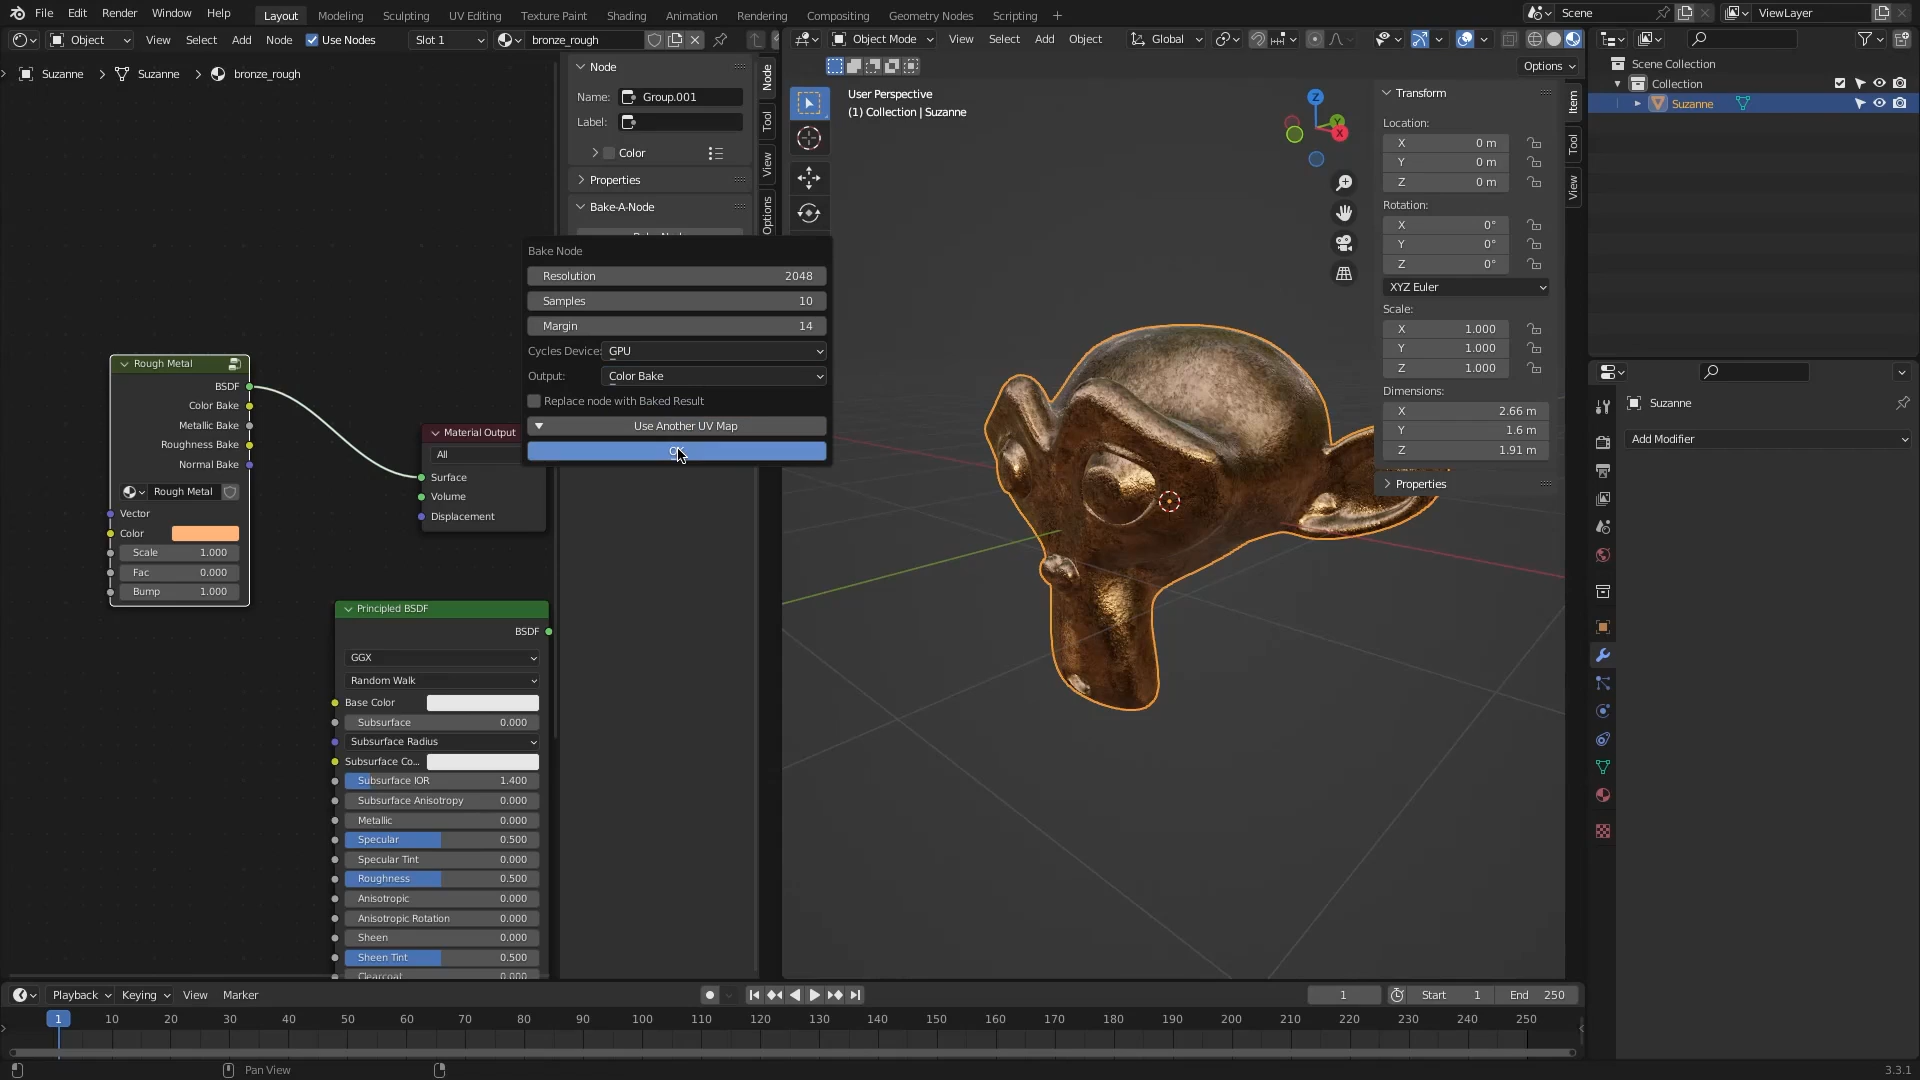 File Edit Render Window Help Layout Modeling Sculpting UV Editing Texture Paint Shading Animation Rendering Compositing Geometry Nodes Scripting + Scene ViewLayer
Object View Select Add Node Use Nodes Slot 1 bronze_rough
Object Mode View Select Add Object Global
Options
Suzanne > Suzanne > bronze_rough
Node
Name: Group.001
Label:
Color
Properties
Bake-A-Node
Node
Tool
View
Options
Bake Node
Resolution 2048
Samples 10
Margin 14
Cycles Device: GPU
Output: Color Bake
Replace node with Baked Result
Use Another UV Map
Rough Metal
BSDF
Color Bake
Metallic Bake
Roughness Bake
Normal Bake
Rough Metal
Vector
Color
Scale 1.000
Fac 0.000
Bump 1.000
Material Output
All
Surface
Volume
Displacement
Principled BSDF
BSDF
GGX
Random Walk
Base Color
Subsurface 0.000
Subsurface Radius
Subsurface Co...
Subsurface IOR 1.400
Subsurface Anisotropy 0.000
Metallic 0.000
Specular 0.500
Specular Tint 0.000
Roughness 0.500
Anisotropic 0.000
Anisotropic Rotation 0.000
Sheen 0.000
Sheen Tint 0.500
Clearcoat 0.000
User Perspective
(1) Collection | Suzanne
Z
Y
X
Transform
Location:
X 0 m
Y 0 m
Z 0 m
Rotation:
X 0°
Y 0°
Z 0°
XYZ Euler
Scale:
X 1.000
Y 1.000
Z 1.000
Dimensions:
X 2.66 m
Y 1.6 m
Z 1.91 m
Properties
Item
Tool
View
Scene Collection
Collection
Suzanne
Suzanne
Add Modifier
Playback Keying View Marker
1 Start 1 End 250
1 10 20 30 40 50 60 70 80 90 100 110 120 130 140 150 160 170 180 190 200 210 220 230 240 250
Pan View
3.3.1